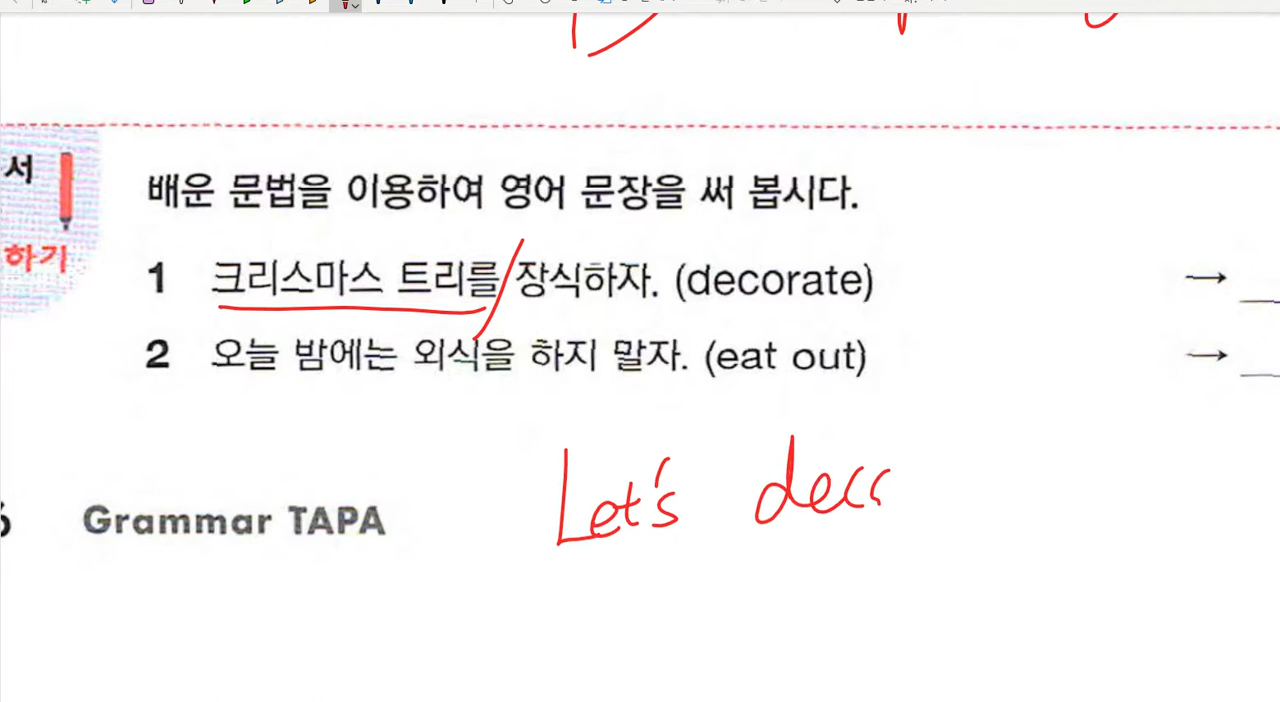 서
배운 문법을 이용하여 영어 문장을 써 봅시다.
하기
1 크리스마스 트리를 장식하자. (decorate) →
2 오늘 밤에는 외식을 하지 말자. (eat out) →
Let's dec
Grammar TAPA